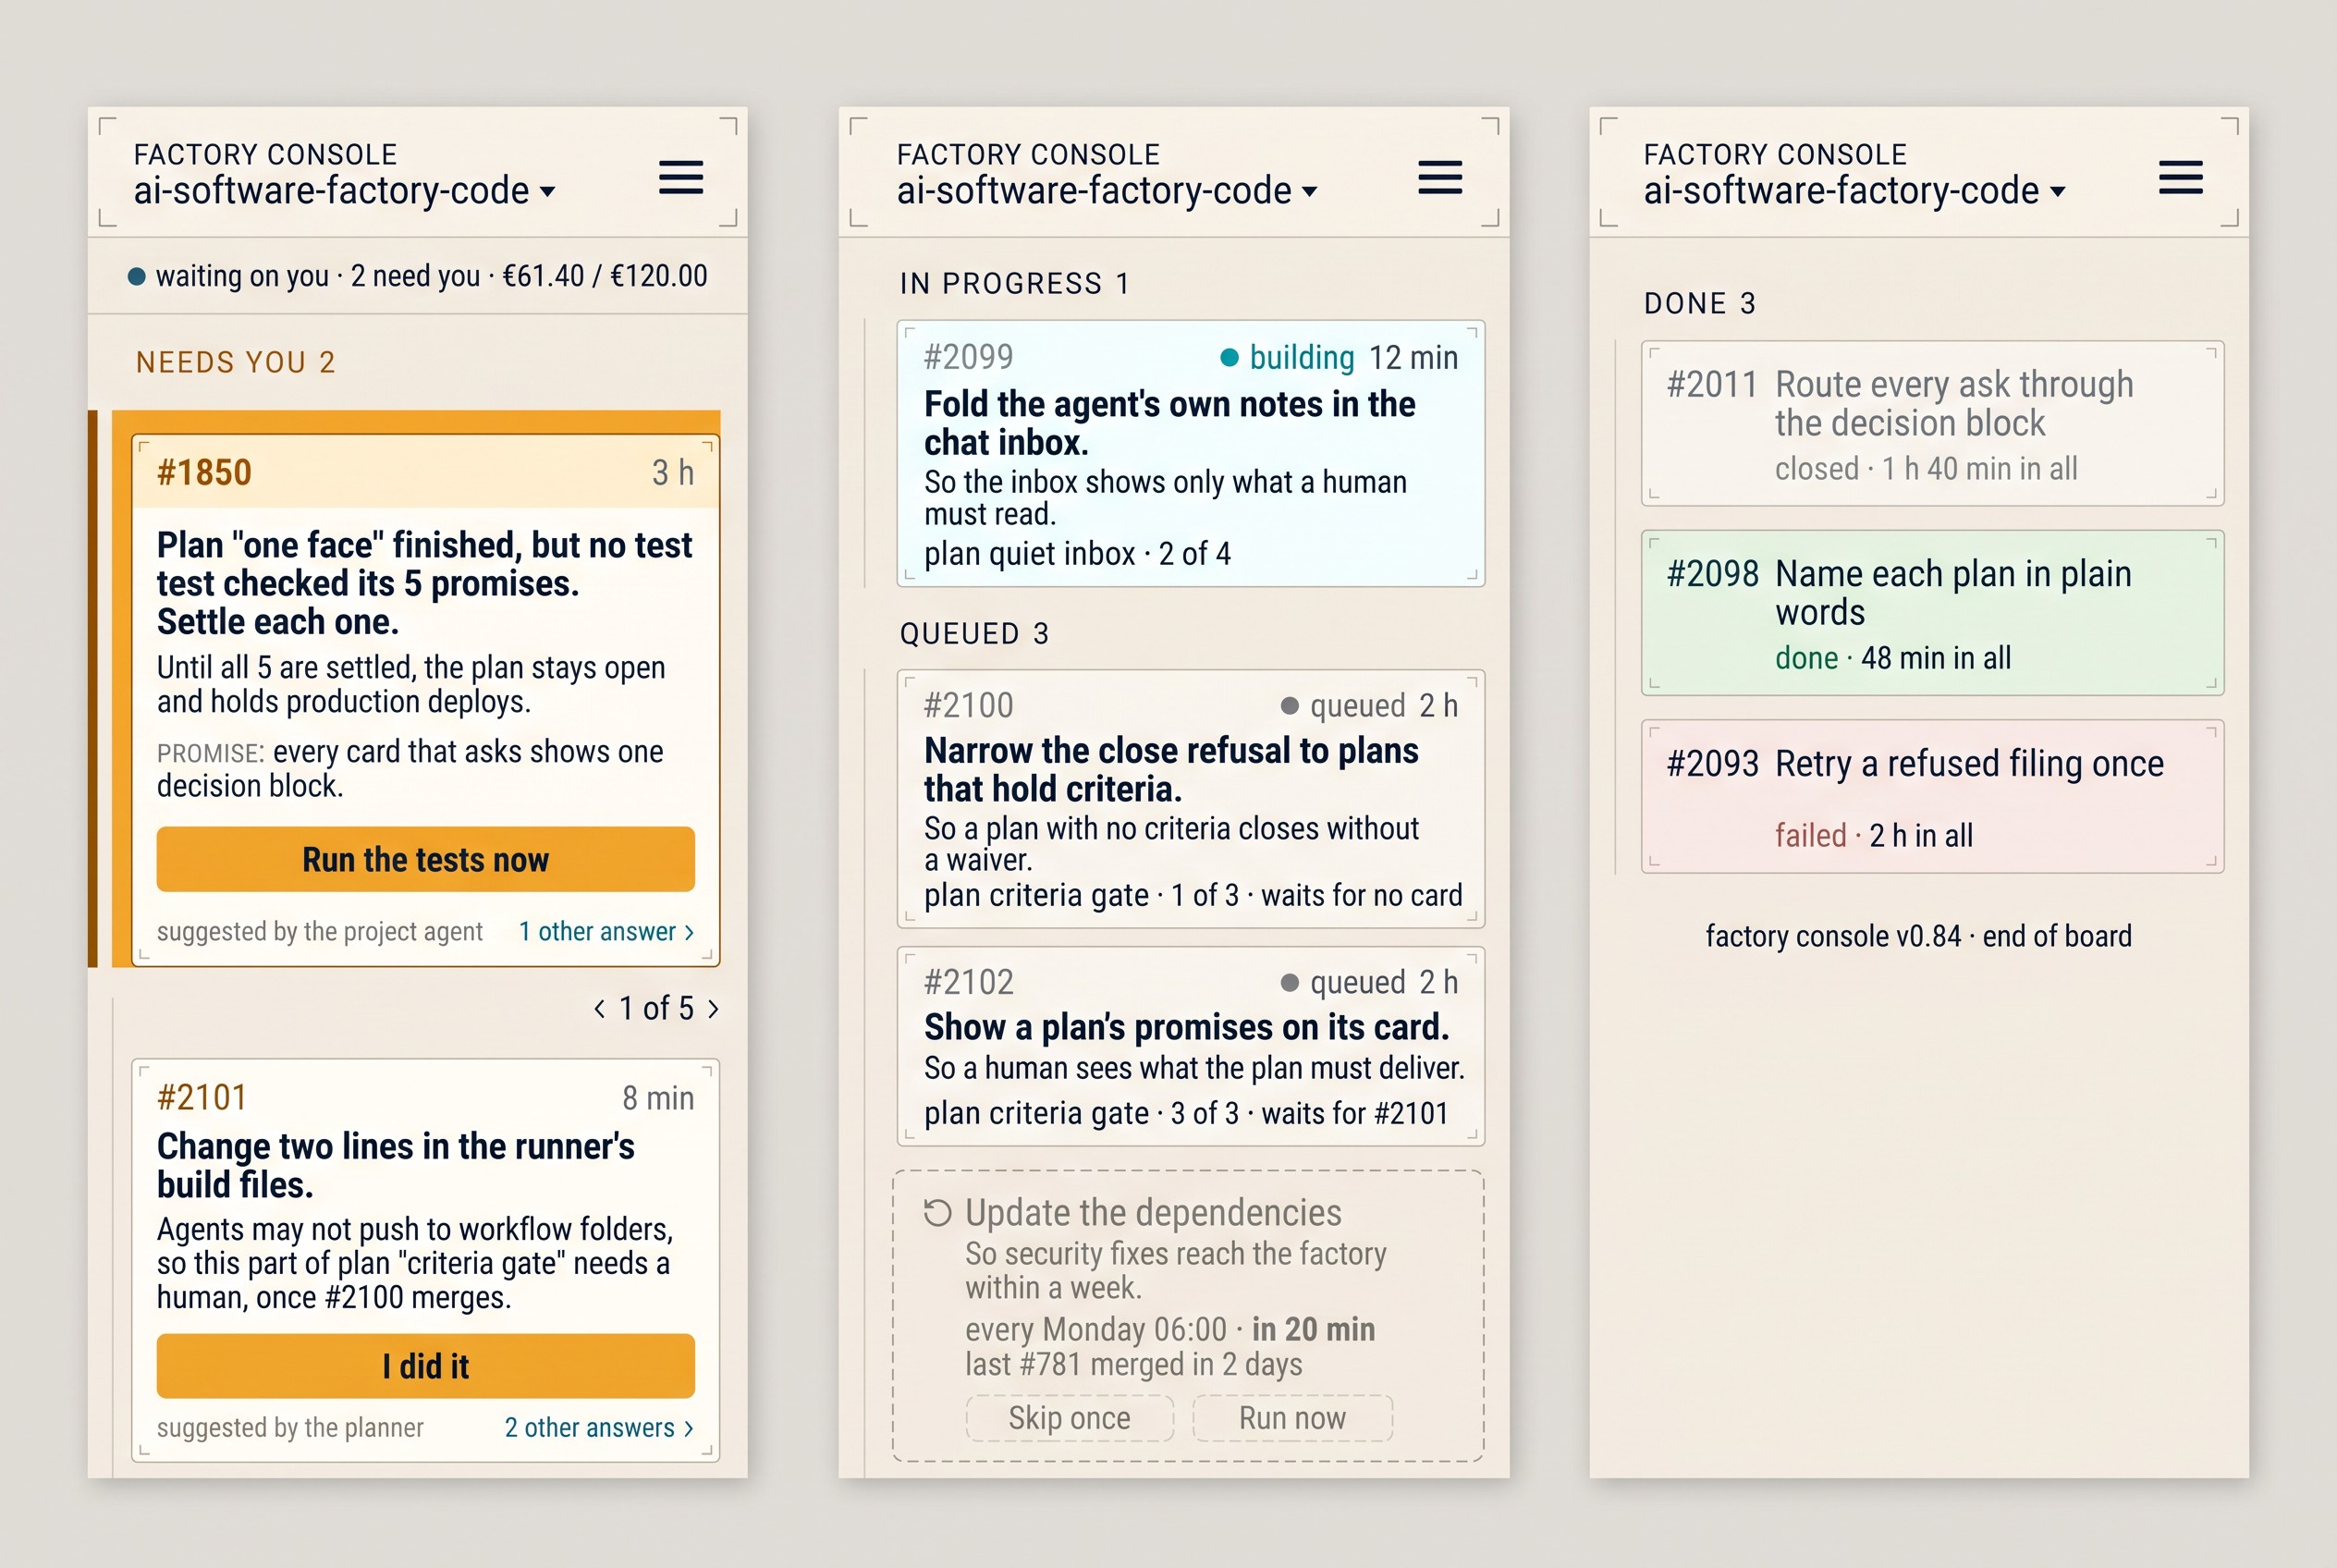 FACTORY CONSOLE
ai-software-factory-code
waiting on you · 2 need you · €61.40 / €120.00
NEEDS YOU 2
#1850 3 h
Plan "one face" finished, but no test
test checked its 5 promises.
Settle each one.
Until all 5 are settled, the plan stays open
and holds production deploys.
PROMISE: every card that asks shows one
decision block.
Run the tests now
suggested by the project agent 1 other answer ›
‹ 1 of 5 ›
#2101 8 min
Change two lines in the runner's
build files.
Agents may not push to workflow folders,
so this part of plan "criteria gate" needs a
human, once #2100 merges.
I did it
suggested by the planner 2 other answers ›
FACTORY CONSOLE
ai-software-factory-code
IN PROGRESS 1
#2099 building 12 min
Fold the agent's own notes in the
chat inbox.
So the inbox shows only what a human
must read.
plan quiet inbox · 2 of 4
QUEUED 3
#2100 queued 2 h
Narrow the close refusal to plans
that hold criteria.
So a plan with no criteria closes without
a waiver.
plan criteria gate · 1 of 3 · waits for no card
#2102 queued 2 h
Show a plan's promises on its card.
So a human sees what the plan must deliver.
plan criteria gate · 3 of 3 · waits for #2101
Update the dependencies
So security fixes reach the factory
within a week.
every Monday 06:00 · in 20 min
last #781 merged in 2 days
Skip once Run now
FACTORY CONSOLE
ai-software-factory-code
DONE 3
#2011 Route every ask through
the decision block
closed · 1 h 40 min in all
#2098 Name each plan in plain
words
done · 48 min in all
#2093 Retry a refused filing once
failed · 2 h in all
factory console v0.84 · end of board